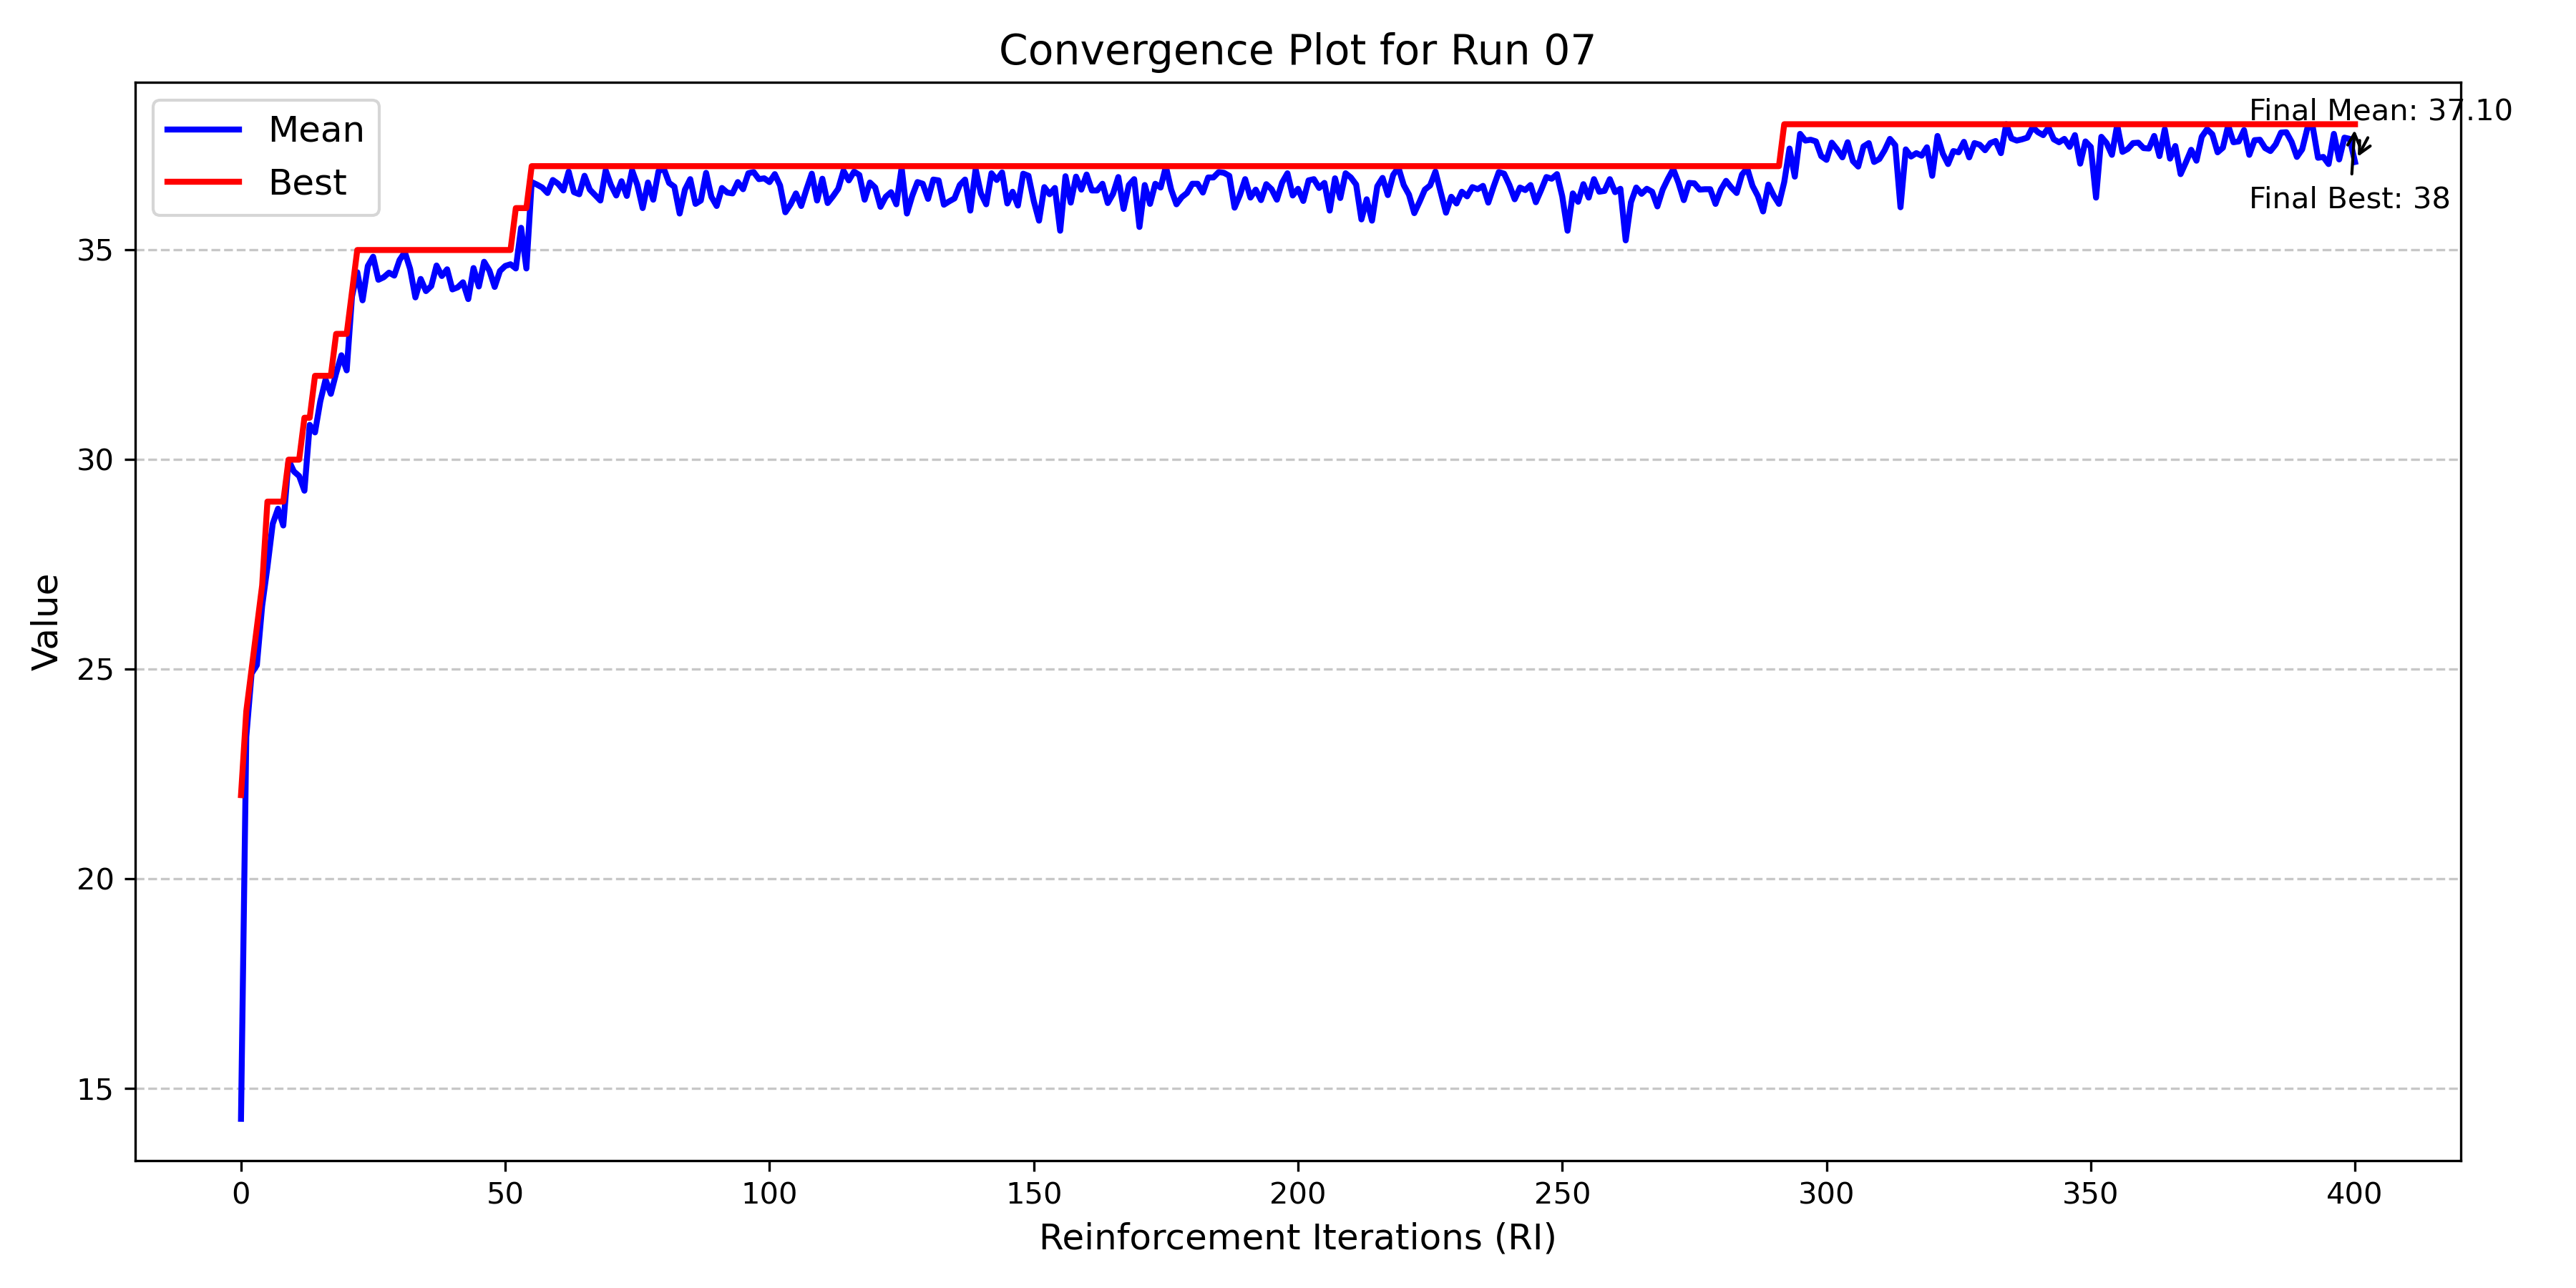 Convergence Plot for Run 07
Mean
Best
Final Mean: 37.10
Final Best: 38
35
30
25
20
15
Value
0 50 100 150 200 250 300 350 400
Reinforcement Iterations (RI)